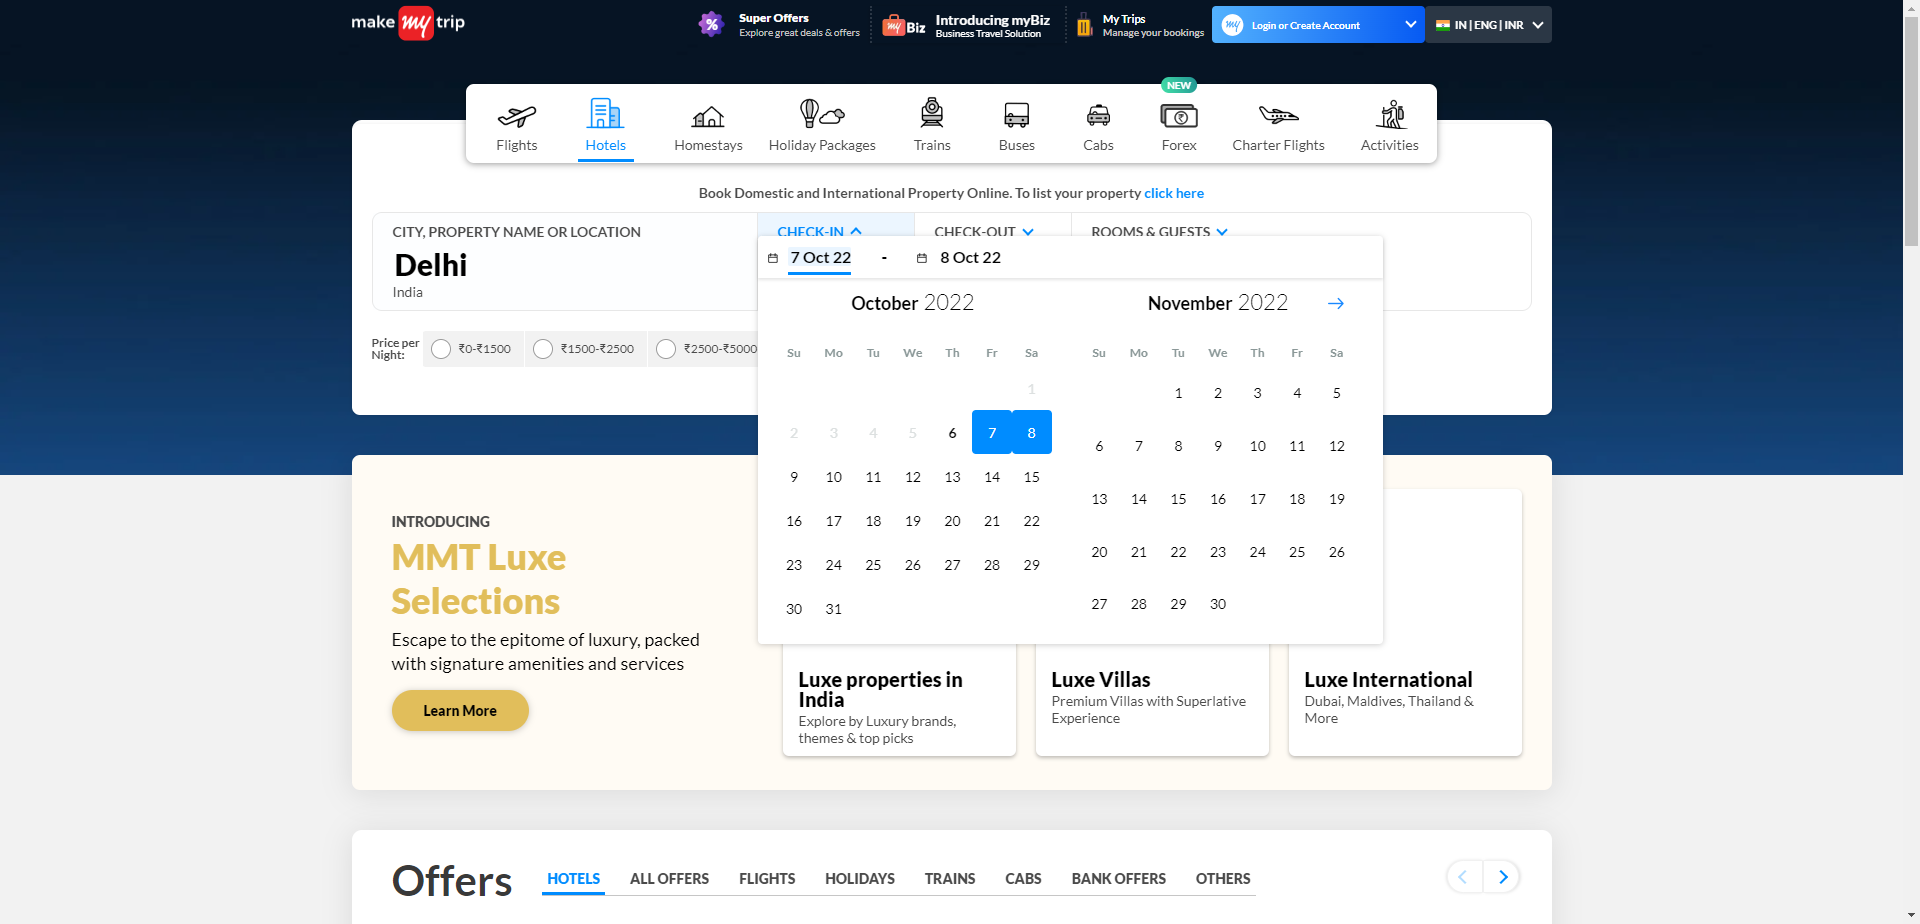 make my trip
%
Super Offers
Explore great deals & offers
my Biz
Introducing myBiz
Business Travel Solution
My Trips
Manage your bookings
my
Login or Create Account
IN | ENG | INR
NEW
Flights
Hotels
Homestays
Holiday Packages
Trains
Buses
Cabs
Forex
Charter Flights
Activities
Book Domestic and International Property Online. To list your property click here
CITY, PROPERTY NAME OR LOCATION
Delhi
India
CHECK-IN
CHECK-OUT
ROOMS & GUESTS
7 Oct 22 - 8 Oct 22
October 2022
Su Mo Tu We Th Fr Sa
1
2 3 4 5 6 7 8
9 10 11 12 13 14 15
16 17 18 19 20 21 22
23 24 25 26 27 28 29
30 31
November 2022
Su Mo Tu We Th Fr Sa
1 2 3 4 5
6 7 8 9 10 11 12
13 14 15 16 17 18 19
20 21 22 23 24 25 26
27 28 29 30
Price per
Night:
₹0-₹1500
₹1500-₹2500
₹2500-₹5000
INTRODUCING
MMT Luxe
Selections
Escape to the epitome of luxury, packed
with signature amenities and services
Learn More
Luxe properties in
India
Explore by Luxury brands,
themes & top picks
Luxe Villas
Premium Villas with Superlative
Experience
Luxe International
Dubai, Maldives, Thailand &
More
Offers
HOTELS
ALL OFFERS
FLIGHTS
HOLIDAYS
TRAINS
CABS
BANK OFFERS
OTHERS